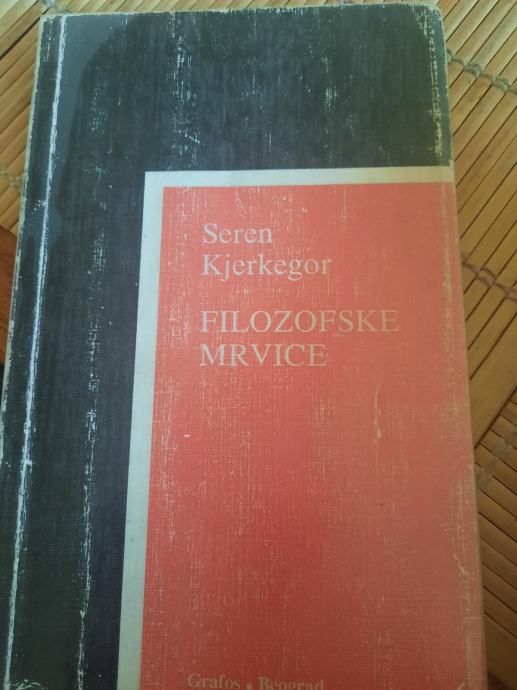 Seren
Kjerkegor
FILOZOFSKE
MRVICE
Grafos • Beograd